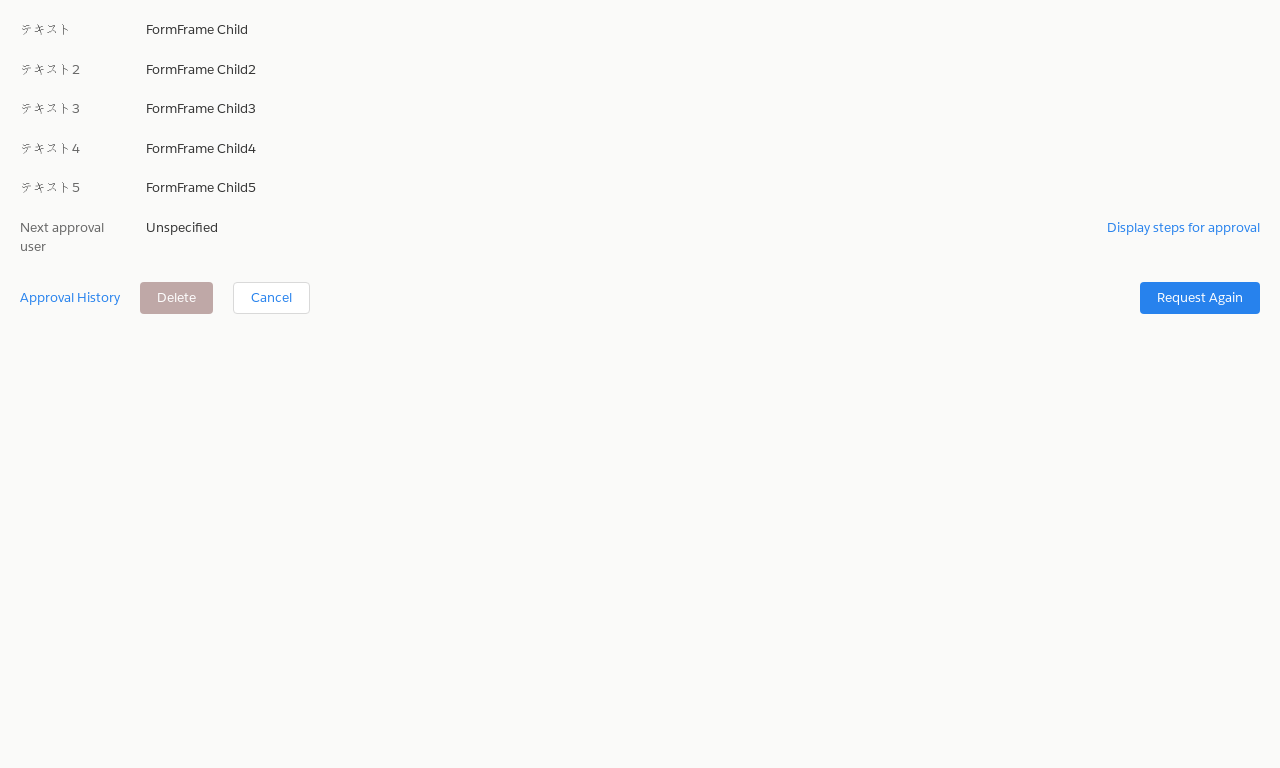 テキスト FormFrame Child
テキスト2 FormFrame Child2
テキスト3 FormFrame Child3
テキスト4 FormFrame Child4
テキスト5 FormFrame Child5
Next approval user Unspecified Display steps for approval
Approval History Delete Cancel Request Again